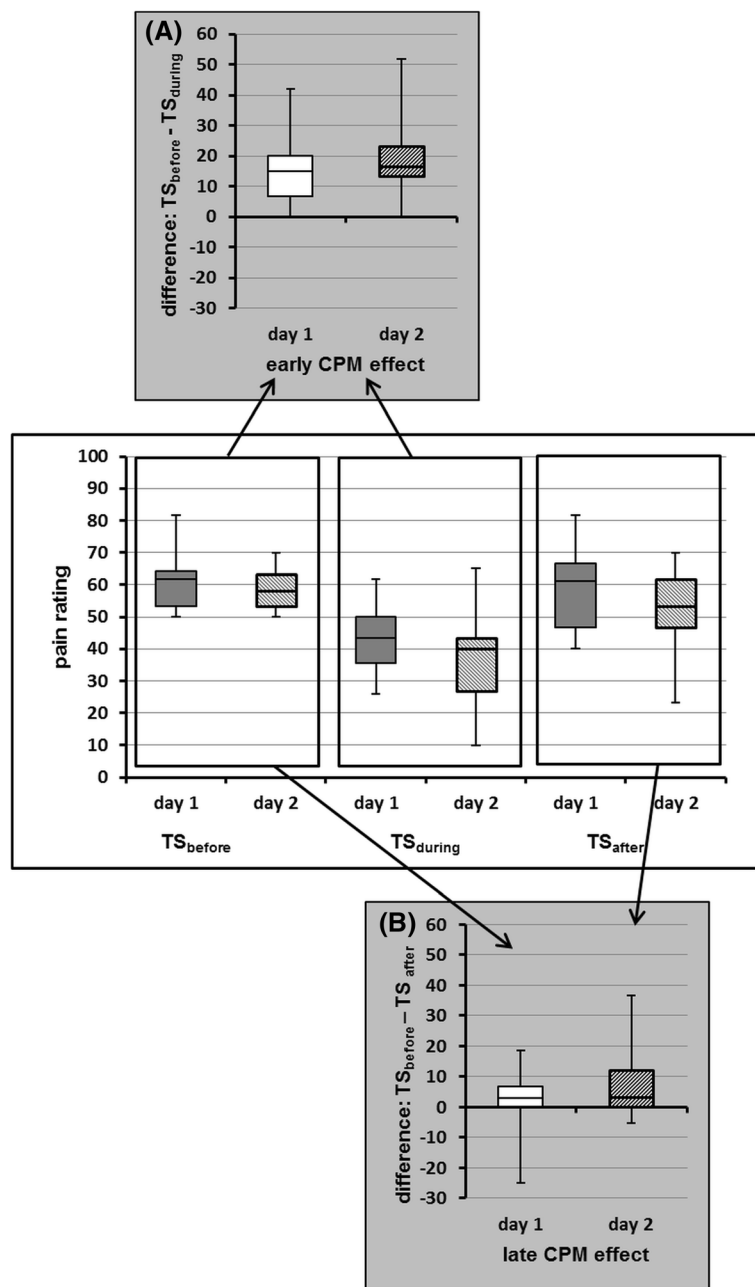 (A)
difference: TSbefore - TSduring
60
50
40
30
20
10
0
-10
-20
-30
day 1 day 2
early CPM effect
pain rating
100
90
80
70
60
50
40
30
20
10
0
day 1 day 2 day 1 day 2 day 1 day 2
TSbefore TSduring TSafter
(B)
difference: TSbefore – TS after
60
50
40
30
20
10
0
-10
-20
-30
day 1 day 2
late CPM effect